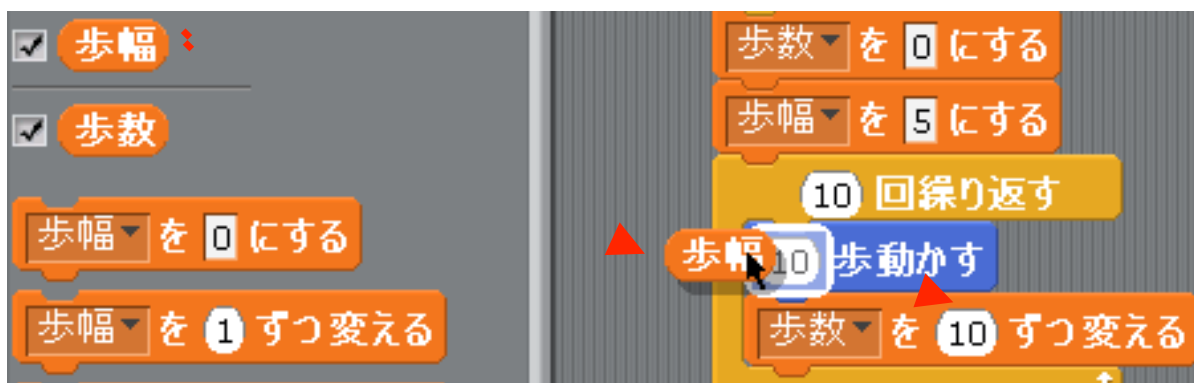 歩幅
歩数
歩幅 を 0 にする
歩幅 を 1 ずつ変える
歩数 を 0 にする
歩幅 を 5 にする
10 回繰り返す
歩幅 10 歩動かす
歩数 を 10 ずつ変える